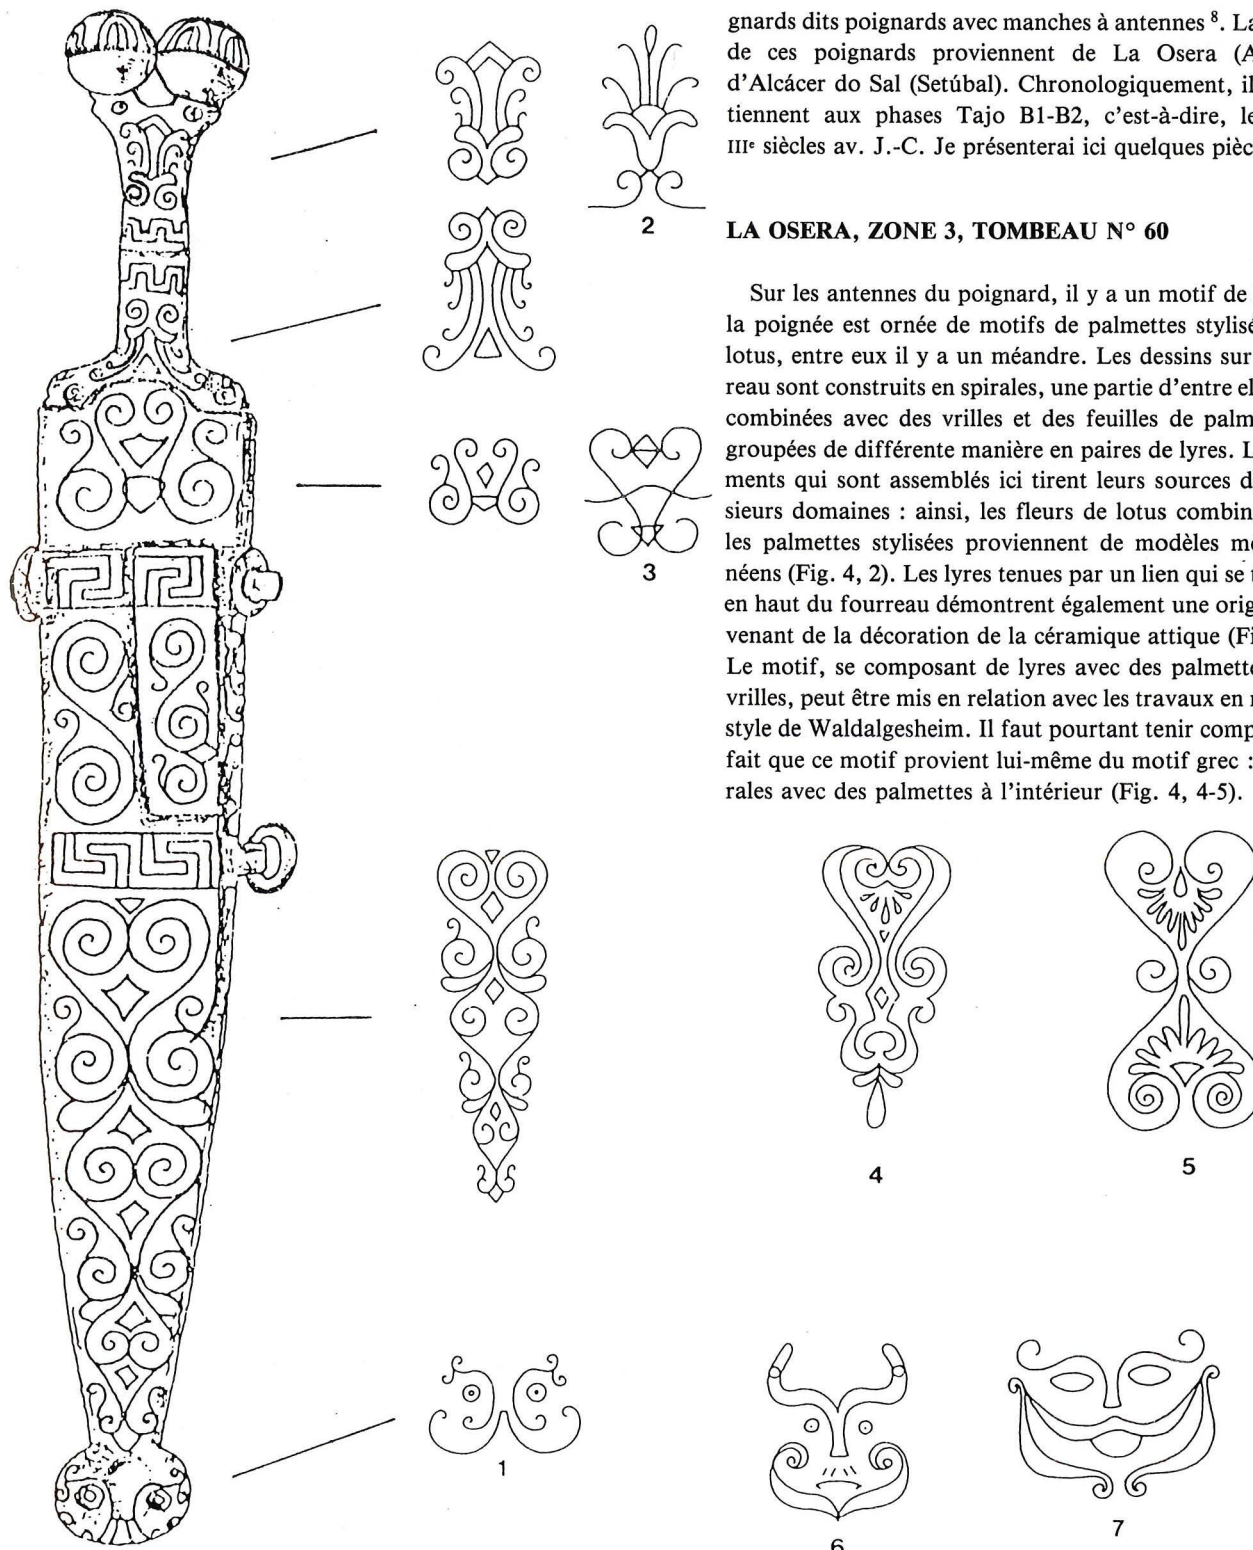 gnards dits poignards avec manches à antennes ⁸. La
de ces poignards proviennent de La Osera (A
d'Alcácer do Sal (Setúbal). Chronologiquement, il
tiennent aux phases Tajo B1-B2, c'est-à-dire, le
IIIᵉ siècles av. J.-C. Je présenterai ici quelques pièc
LA OSERA, ZONE 3, TOMBEAU N° 60
Sur les antennes du poignard, il y a un motif de
la poignée est ornée de motifs de palmettes stylisé
lotus, entre eux il y a un méandre. Les dessins sur
reau sont construits en spirales, une partie d'entre el
combinées avec des vrilles et des feuilles de palm
groupées de différente manière en paires de lyres. L
ments qui sont assemblés ici tirent leurs sources d
sieurs domaines : ainsi, les fleurs de lotus combin
les palmettes stylisées proviennent de modèles mé
néens (Fig. 4, 2). Les lyres tenues par un lien qui se
en haut du fourreau démontrent également une orig
venant de la décoration de la céramique attique (Fi
Le motif, se composant de lyres avec des palmette
vrilles, peut être mis en relation avec les travaux en
style de Waldalgesheim. Il faut pourtant tenir comp
fait que ce motif provient lui-même du motif grec :
rales avec des palmettes à l'intérieur (Fig. 4, 4-5).
2
3
4
5
1
6
7